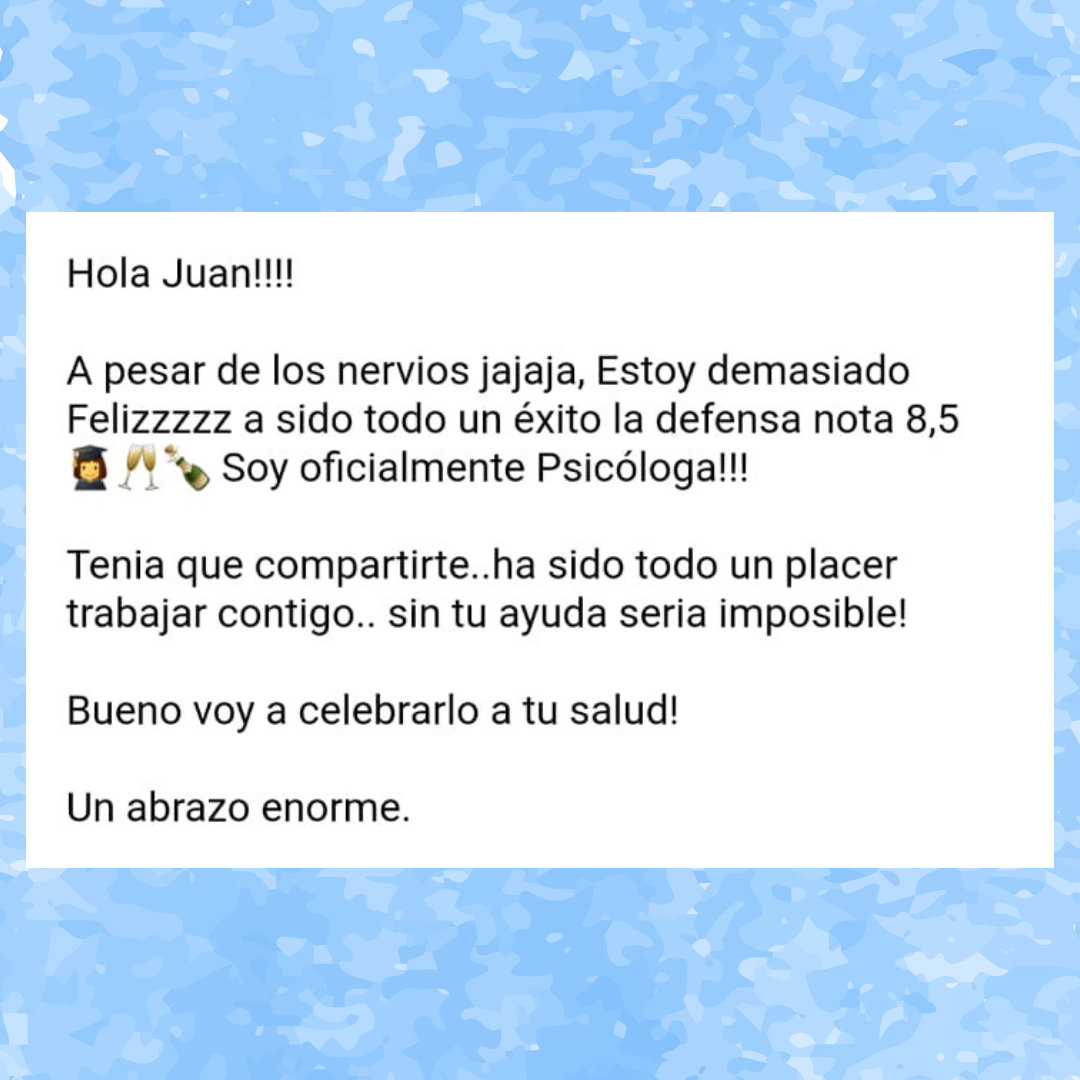 Hola Juan!!!!
A pesar de los nervios jajaja, Estoy demasiado
Felizzzzz a sido todo un éxito la defensa nota 8,5
👩‍🎓🥂🍾 Soy oficialmente Psicóloga!!!
Tenia que compartirte..ha sido todo un placer
trabajar contigo.. sin tu ayuda seria imposible!
Bueno voy a celebrarlo a tu salud!
Un abrazo enorme.